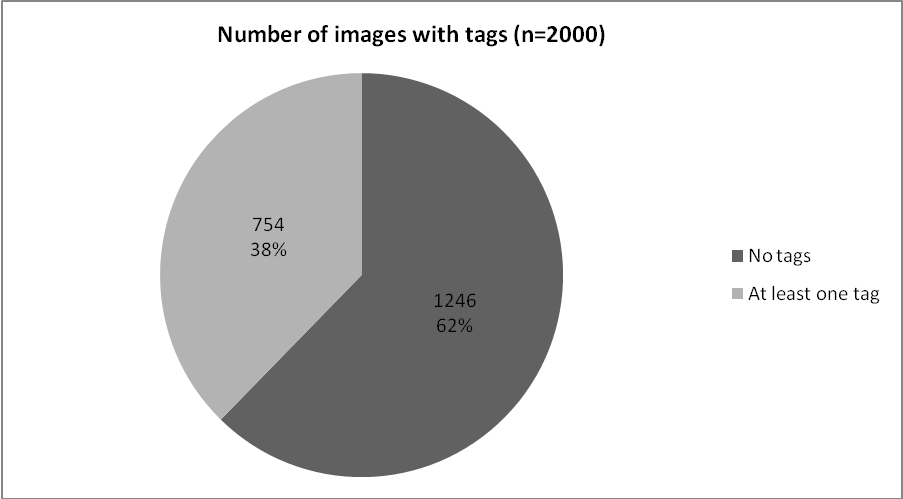 Number of images with tags (n=2000)
754
38%
1246
62%
No tags
At least one tag